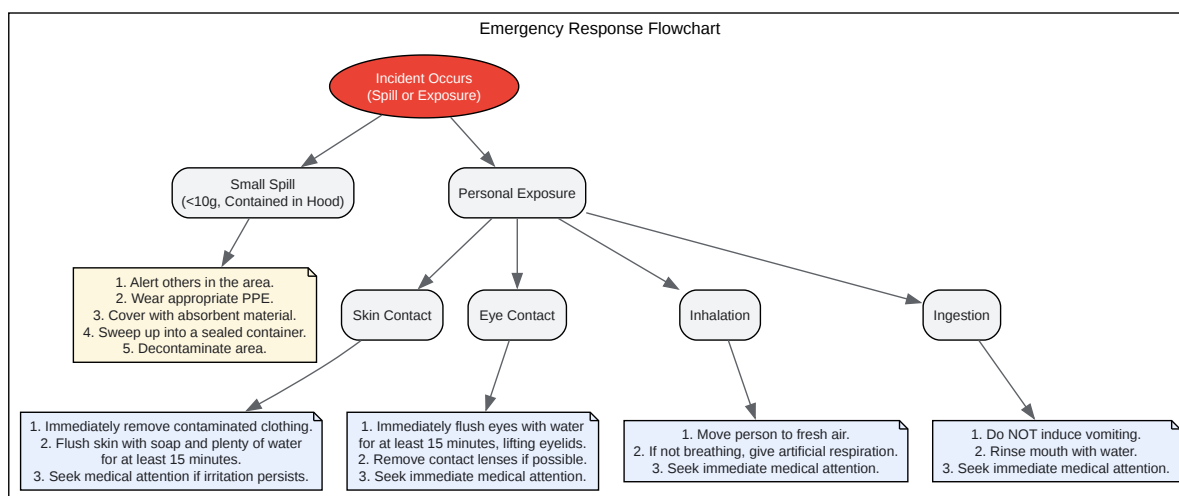 Emergency Response Flowchart
Incident Occurs
(Spill or Exposure)
Small Spill
(<10g, Contained in Hood)
Personal Exposure
1. Alert others in the area.
2. Wear appropriate PPE.
3. Cover with absorbent material.
4. Sweep up into a sealed container.
5. Decontaminate area.
Skin Contact
Eye Contact
Inhalation
Ingestion
1. Immediately remove contaminated clothing.
2. Flush skin with soap and plenty of water
for at least 15 minutes.
3. Seek medical attention if irritation persists.
1. Immediately flush eyes with water
for at least 15 minutes, lifting eyelids.
2. Remove contact lenses if possible.
3. Seek immediate medical attention.
1. Move person to fresh air.
2. If not breathing, give artificial respiration.
3. Seek immediate medical attention.
1. Do NOT induce vomiting.
2. Rinse mouth with water.
3. Seek immediate medical attention.